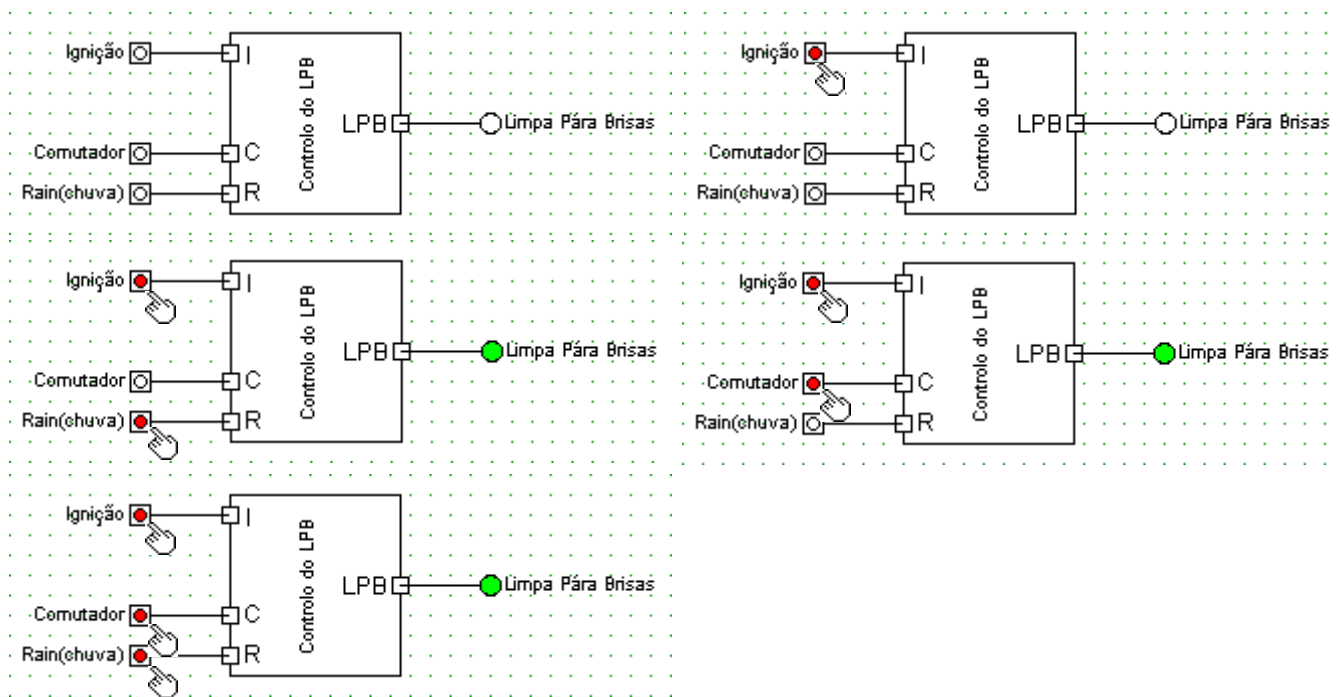 Ignição
I
Controlo do LPB
LPB
Limpa Pára Brisas
Comutador
C
Rain(chuva)
R
Ignição
I
Controlo do LPB
LPB
Limpa Pára Brisas
Comutador
C
Rain(chuva)
R
Ignição
I
Controlo do LPB
LPB
Limpa Pára Brisas
Comutador
C
Rain(chuva)
R
Ignição
I
Controlo do LPB
LPB
Limpa Pára Brisas
Comutador
C
Rain(chuva)
R
Ignição
I
Controlo do LPB
LPB
Limpa Pára Brisas
Comutador
C
Rain(chuva)
R